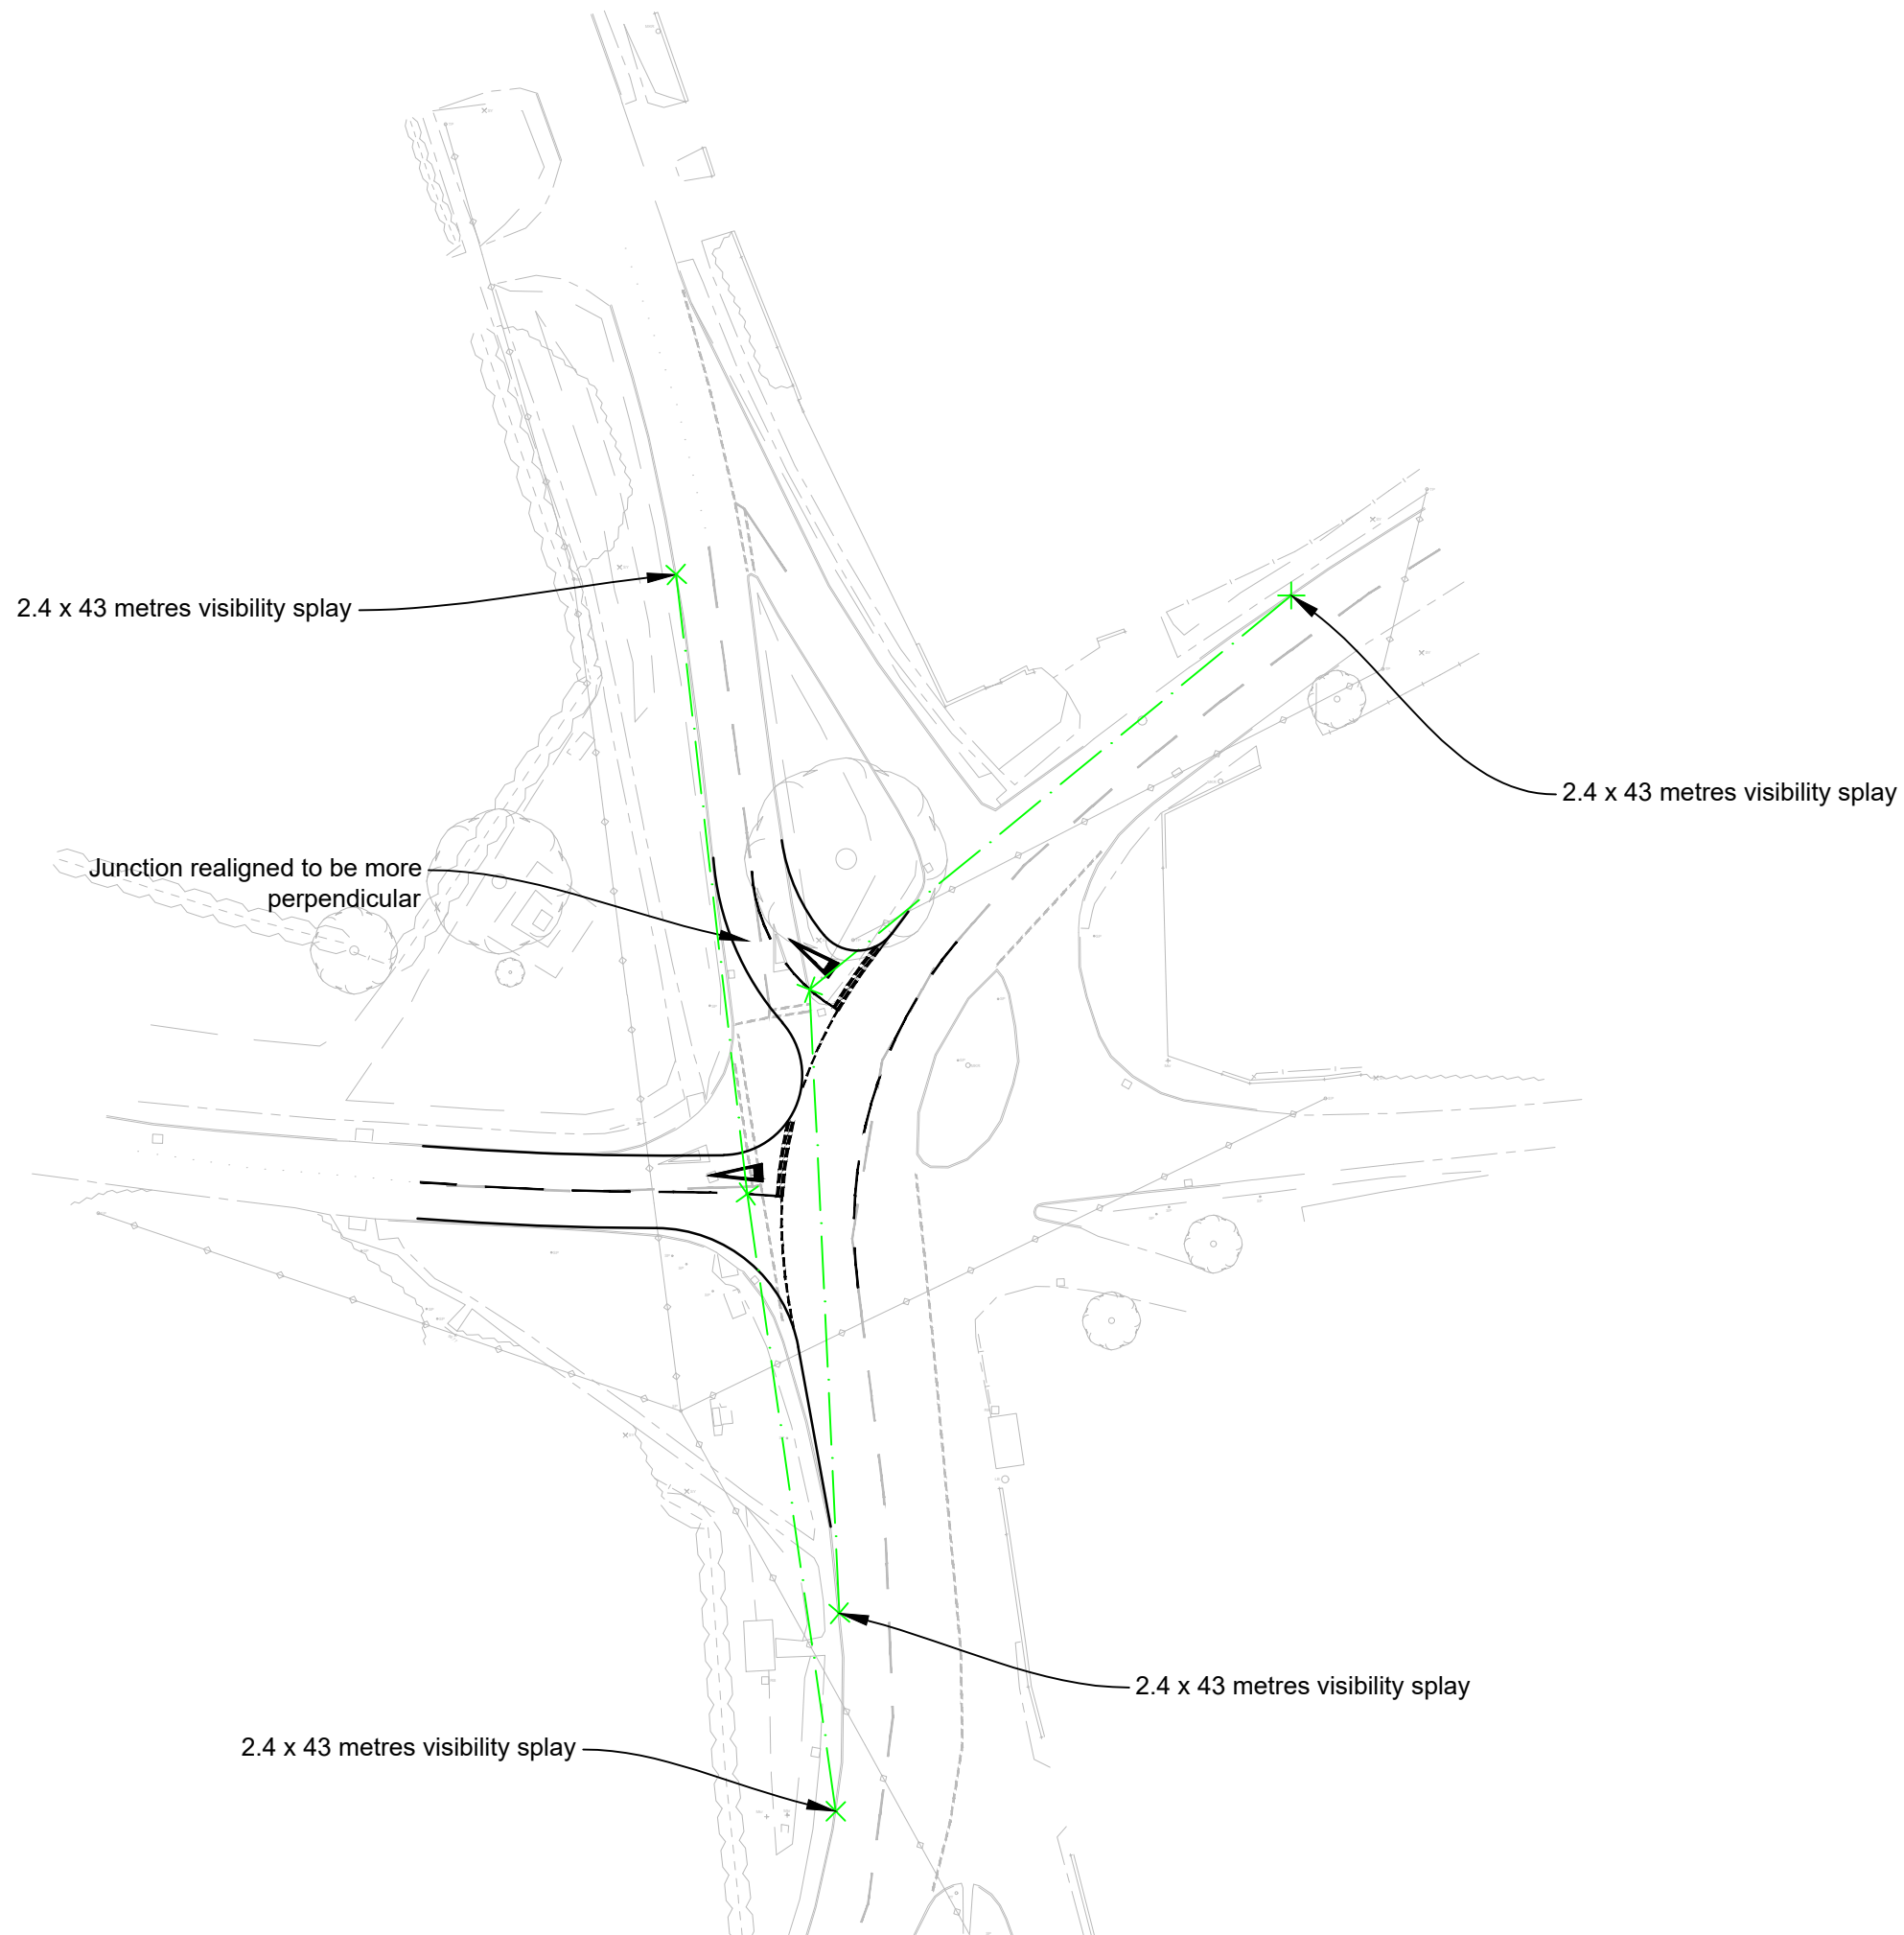 2.4 x 43 metres visibility splay
2.4 x 43 metres visibility splay
Junction realigned to be more
perpendicular
2.4 x 43 metres visibility splay
2.4 x 43 metres visibility splay